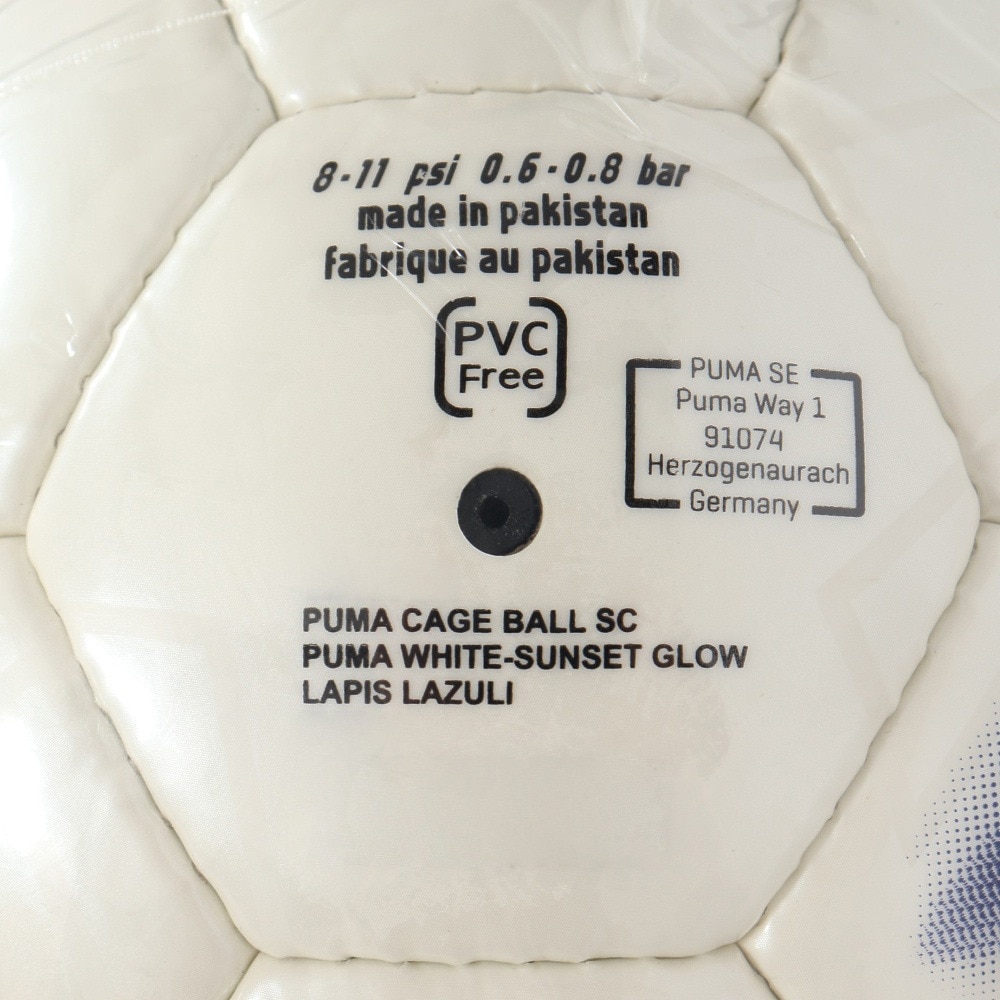 8-11 psi 0.6-0.8 bar
made in pakistan
fabrique au pakistan
PVC
Free
PUMA SE
Puma Way 1
91074
Herzogenaurach
Germany
PUMA CAGE BALL SC
PUMA WHITE-SUNSET GLOW
LAPIS LAZULI